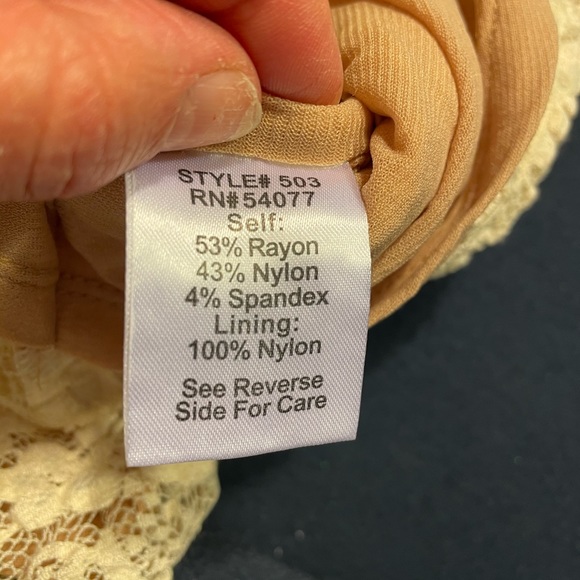 STYLE# 503
RN#54077
Self:
53% Rayon
43% Nylon
4% Spandex
Lining:
100% Nylon
See Reverse
Side For Care